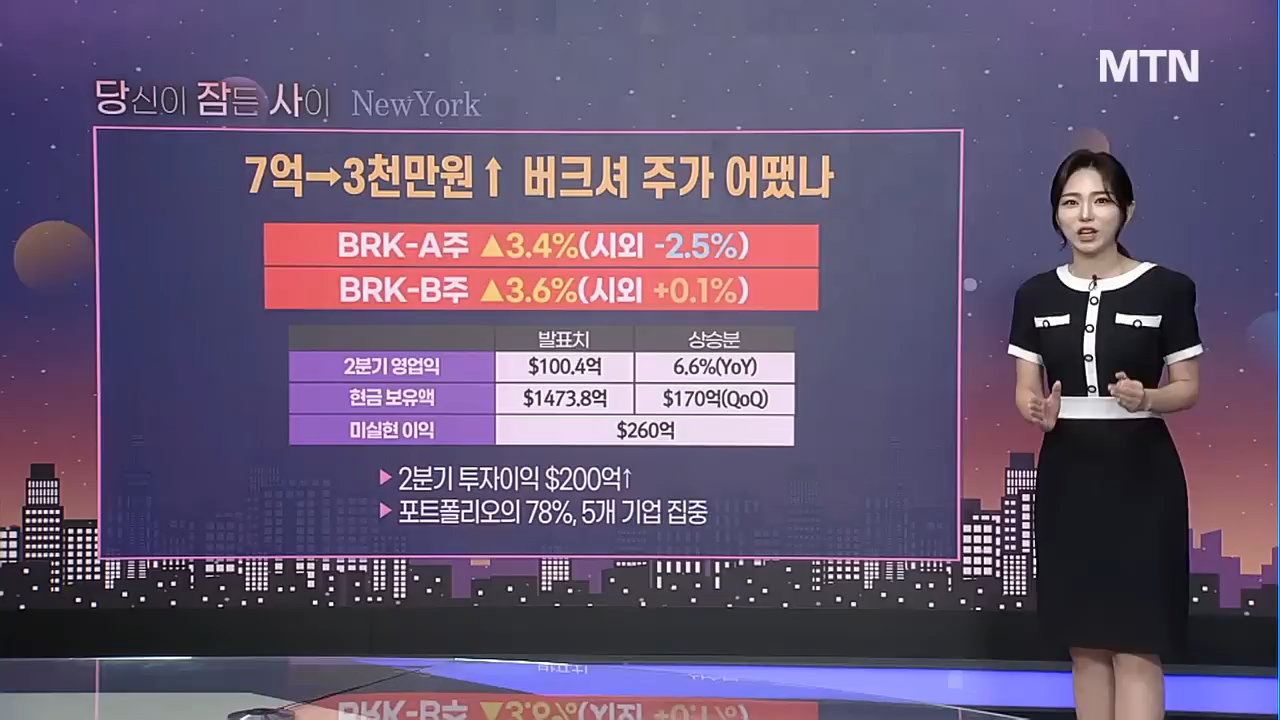 MTN
당신이 잠든 사이 NewYork
7억→3천만원↑ 버크셔 주가 어땠나
BRK-A주 ▲3.4%(시외 -2.5%)
BRK-B주 ▲3.6%(시외 +0.1%)
발표치 상승분
2분기 영업익 $100.4억 6.6%(YoY)
현금 보유액 $1473.8억 $170억(QoQ)
미실현 이익 $260억
▶ 2분기 투자이익 $200억↑
▶ 포트폴리오의 78%, 5개 기업 집중